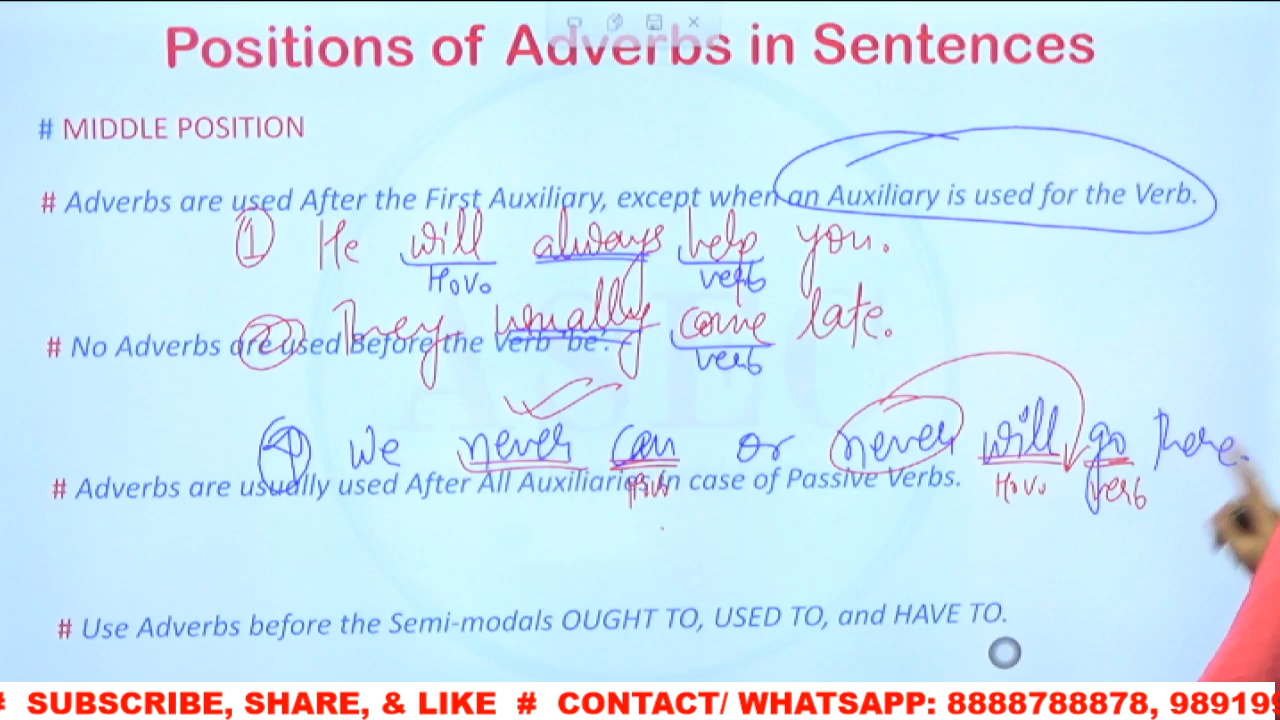 Positions of Adverbs in Sentences
# MIDDLE POSITION
# Adverbs are used After the First Auxiliary, except when an Auxiliary is used for the Verb.
① He will always help you.
H.V. verb
② They usually come late.
verb
# No Adverbs are used Before the Verb 'be'.
④ We never can or never will go there.
H.V. verb
# Adverbs are usually used After All Auxiliaries in case of Passive Verbs.
# Use Adverbs before the Semi-modals OUGHT TO, USED TO, and HAVE TO.
ASEC
# SUBSCRIBE, SHARE, & LIKE # CONTACT/ WHATSAPP: 8888788878, 989199